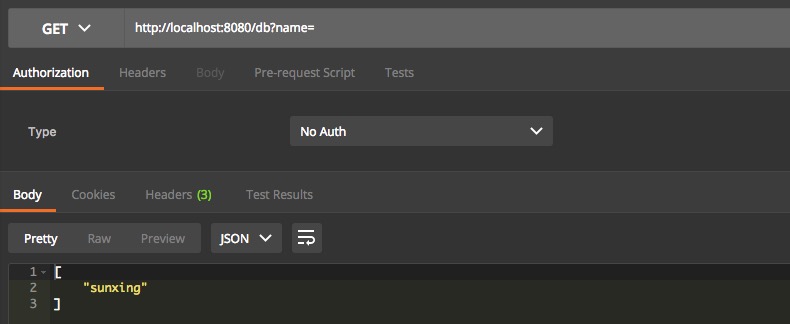 GET http://localhost:8080/db?name=
Authorization Headers Body Pre-request Script Tests
Type No Auth
Body Cookies Headers (3) Test Results
Pretty Raw Preview JSON
1 [
2 "sunxing"
3 ]